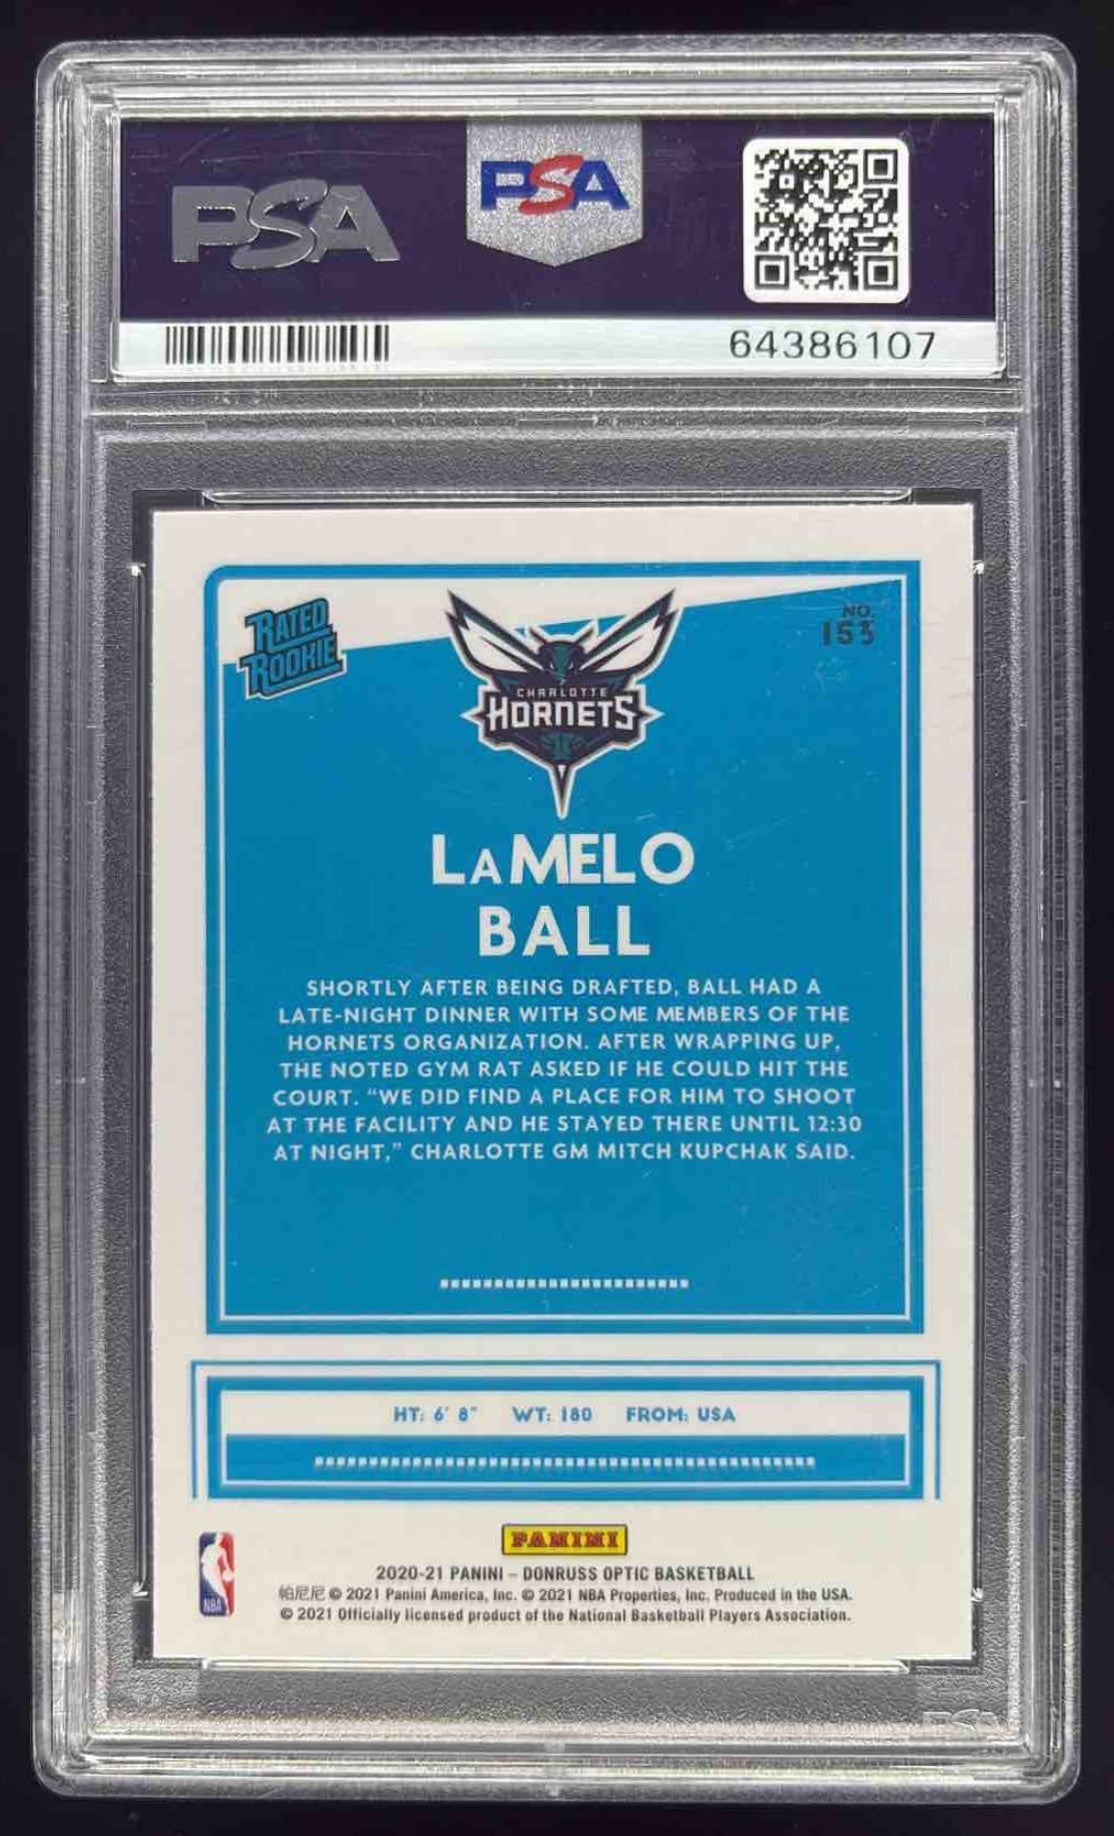 PSA
PSA
64386107
RATED
ROOKIE
NO.
153
CHARLOTTE
HORNETS
LaMELO
BALL
SHORTLY AFTER BEING DRAFTED, BALL HAD A
LATE-NIGHT DINNER WITH SOME MEMBERS OF THE
HORNETS ORGANIZATION. AFTER WRAPPING UP,
THE NOTED GYM RAT ASKED IF HE COULD HIT THE
COURT. “WE DID FIND A PLACE FOR HIM TO SHOOT
AT THE FACILITY AND HE STAYED THERE UNTIL 12:30
AT NIGHT,” CHARLOTTE GM MITCH KUPCHAK SAID.
HT: 6' 8" WT: 180 FROM: USA
PANINI
2020-21 PANINI – DONRUSS OPTIC BASKETBALL
帕尼尼 © 2021 Panini America, Inc. © 2021 NBA Properties, Inc. Produced in the USA.
© 2021 Officially licensed product of the National Basketball Players Association.
NBA
PSA